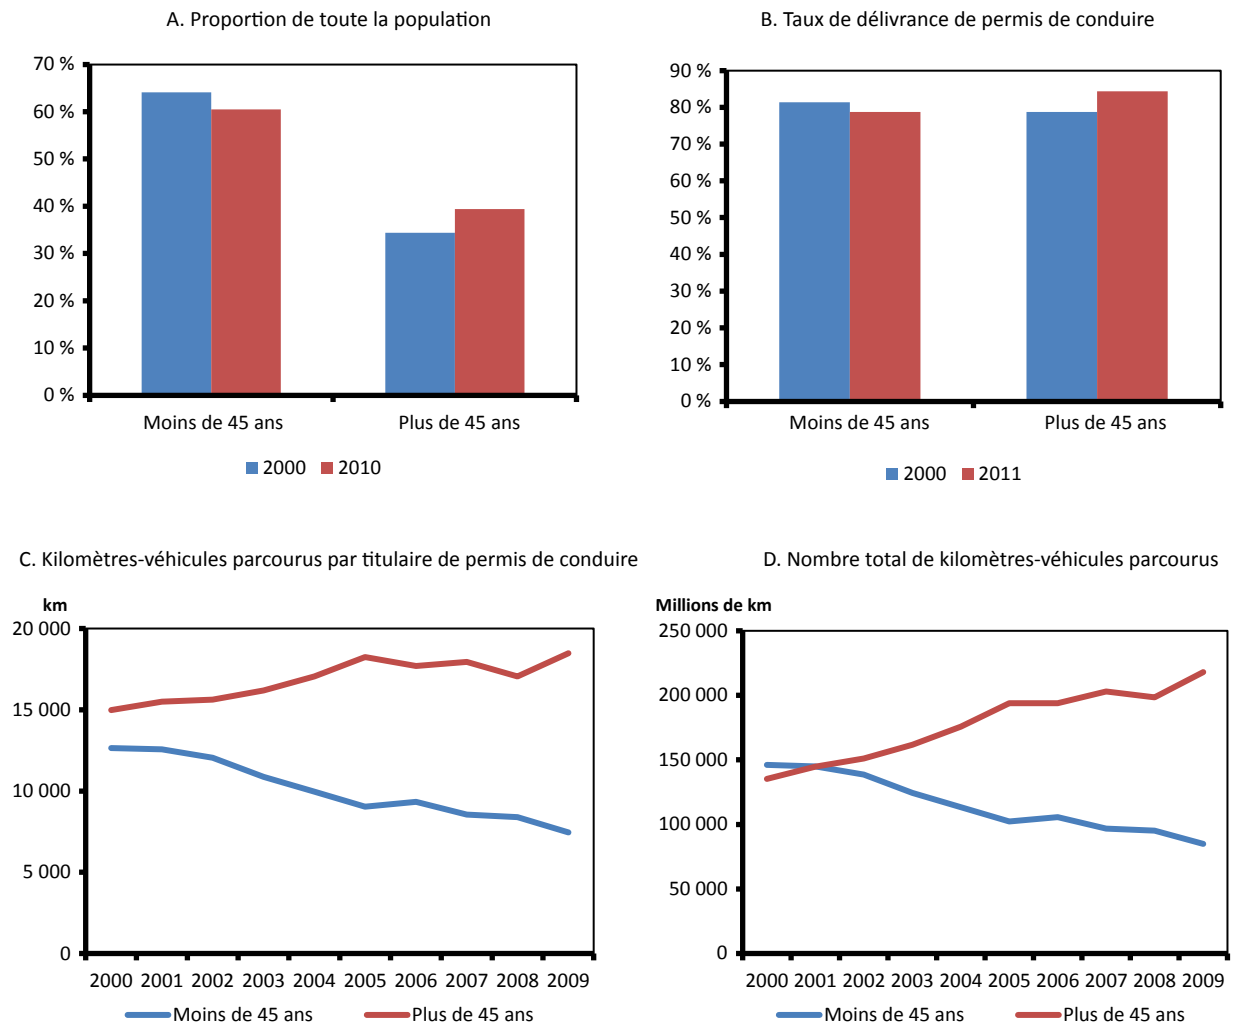 A. Proportion de toute la population
70 %
60 %
50 %
40 %
30 %
20 %
10 %
0 %
Moins de 45 ans
Plus de 45 ans
2000
2010
B. Taux de délivrance de permis de conduire
90 %
80 %
70 %
60 %
50 %
40 %
30 %
20 %
10 %
0 %
Moins de 45 ans
Plus de 45 ans
2000
2011
C. Kilomètres-véhicules parcourus par titulaire de permis de conduire
km
20 000
15 000
10 000
5 000
0
2000 2001 2002 2003 2004 2005 2006 2007 2008 2009
Moins de 45 ans
Plus de 45 ans
D. Nombre total de kilomètres-véhicules parcourus
Millions de km
250 000
200 000
150 000
100 000
50 000
0
2000 2001 2002 2003 2004 2005 2006 2007 2008 2009
Moins de 45 ans
Plus de 45 ans